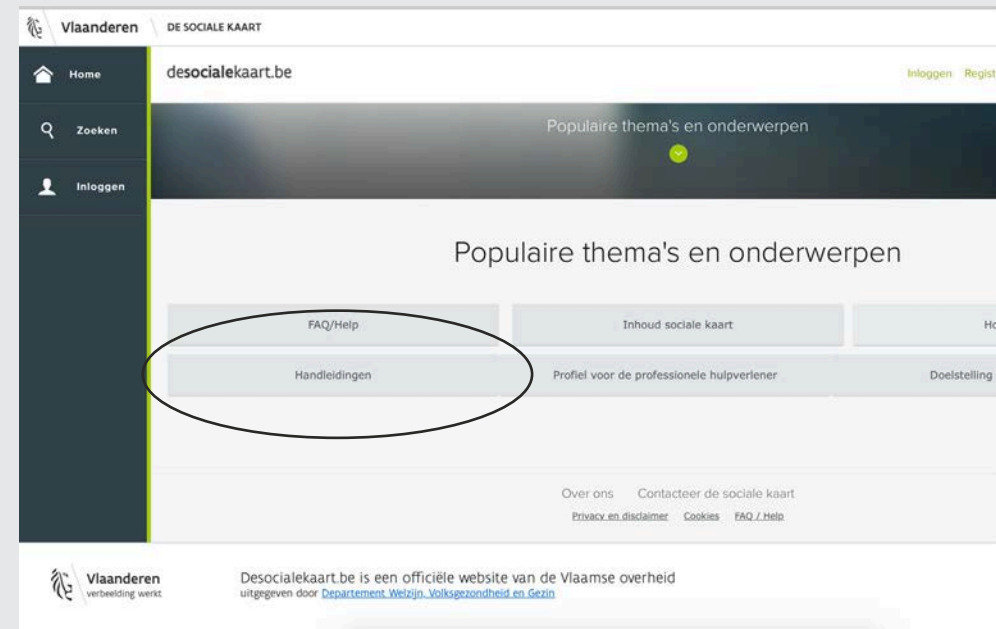 Vlaanderen
DE SOCIALE KAART
Home
desocialekaart.be
Inloggen Regist
Zoeken
Populaire thema's en onderwerpen
Inloggen
Populaire thema's en onderwerpen
FAQ/Help
Inhoud sociale kaart
Ho
Handleidingen
Profiel voor de professionele hulpverlener
Doelstelling
Over ons Contacteer de sociale kaart
Privacy en disclaimer Cookies FAQ / Help
Vlaanderen
verbeelding werkt
Desocialekaart.be is een officiële website van de Vlaamse overheid
uitgegeven door Departement Welzijn, Volksgezondheid en Gezin